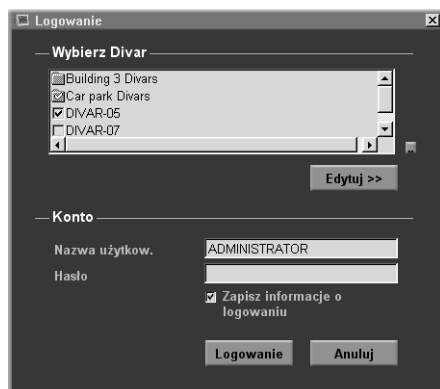 Logowanie
Wybierz Divar
Building 3 Divars
Car park Divars
DIVAR-05
DIVAR-07
Edytuj >>
Konto
Nazwa użytkow.
ADMINISTRATOR
Hasło
Zapisz informacje o
logowaniu
Logowanie
Anuluj